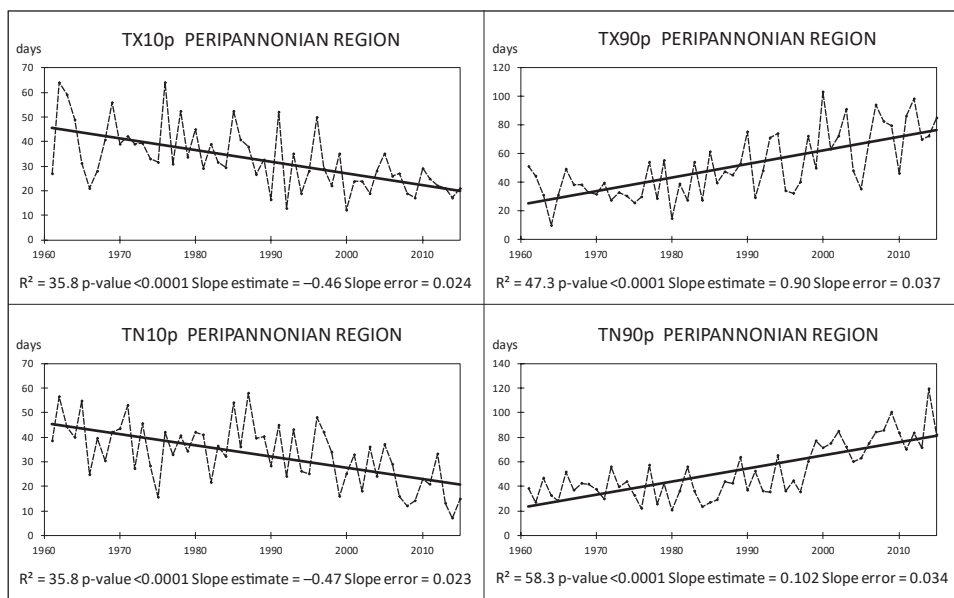 TX10p PERIPANNONIAN REGION
days
70
60
50
40
30
20
10
0
1960 1970 1980 1990 2000 2010
R² = 35.8 p-value <0.0001 Slope estimate = –0.46 Slope error = 0.024
TX90p PERIPANNONIAN REGION
days
120
100
80
60
40
20
0
1960 1970 1980 1990 2000 2010
R² = 47.3 p-value <0.0001 Slope estimate = 0.90 Slope error = 0.037
TN10p PERIPANNONIAN REGION
days
70
60
50
40
30
20
10
0
1960 1970 1980 1990 2000 2010
R² = 35.8 p-value <0.0001 Slope estimate = –0.47 Slope error = 0.023
TN90p PERIPANNONIAN REGION
days
140
120
100
80
60
40
20
0
1960 1970 1980 1990 2000 2010
R² = 58.3 p-value <0.0001 Slope estimate = 0.102 Slope error = 0.034